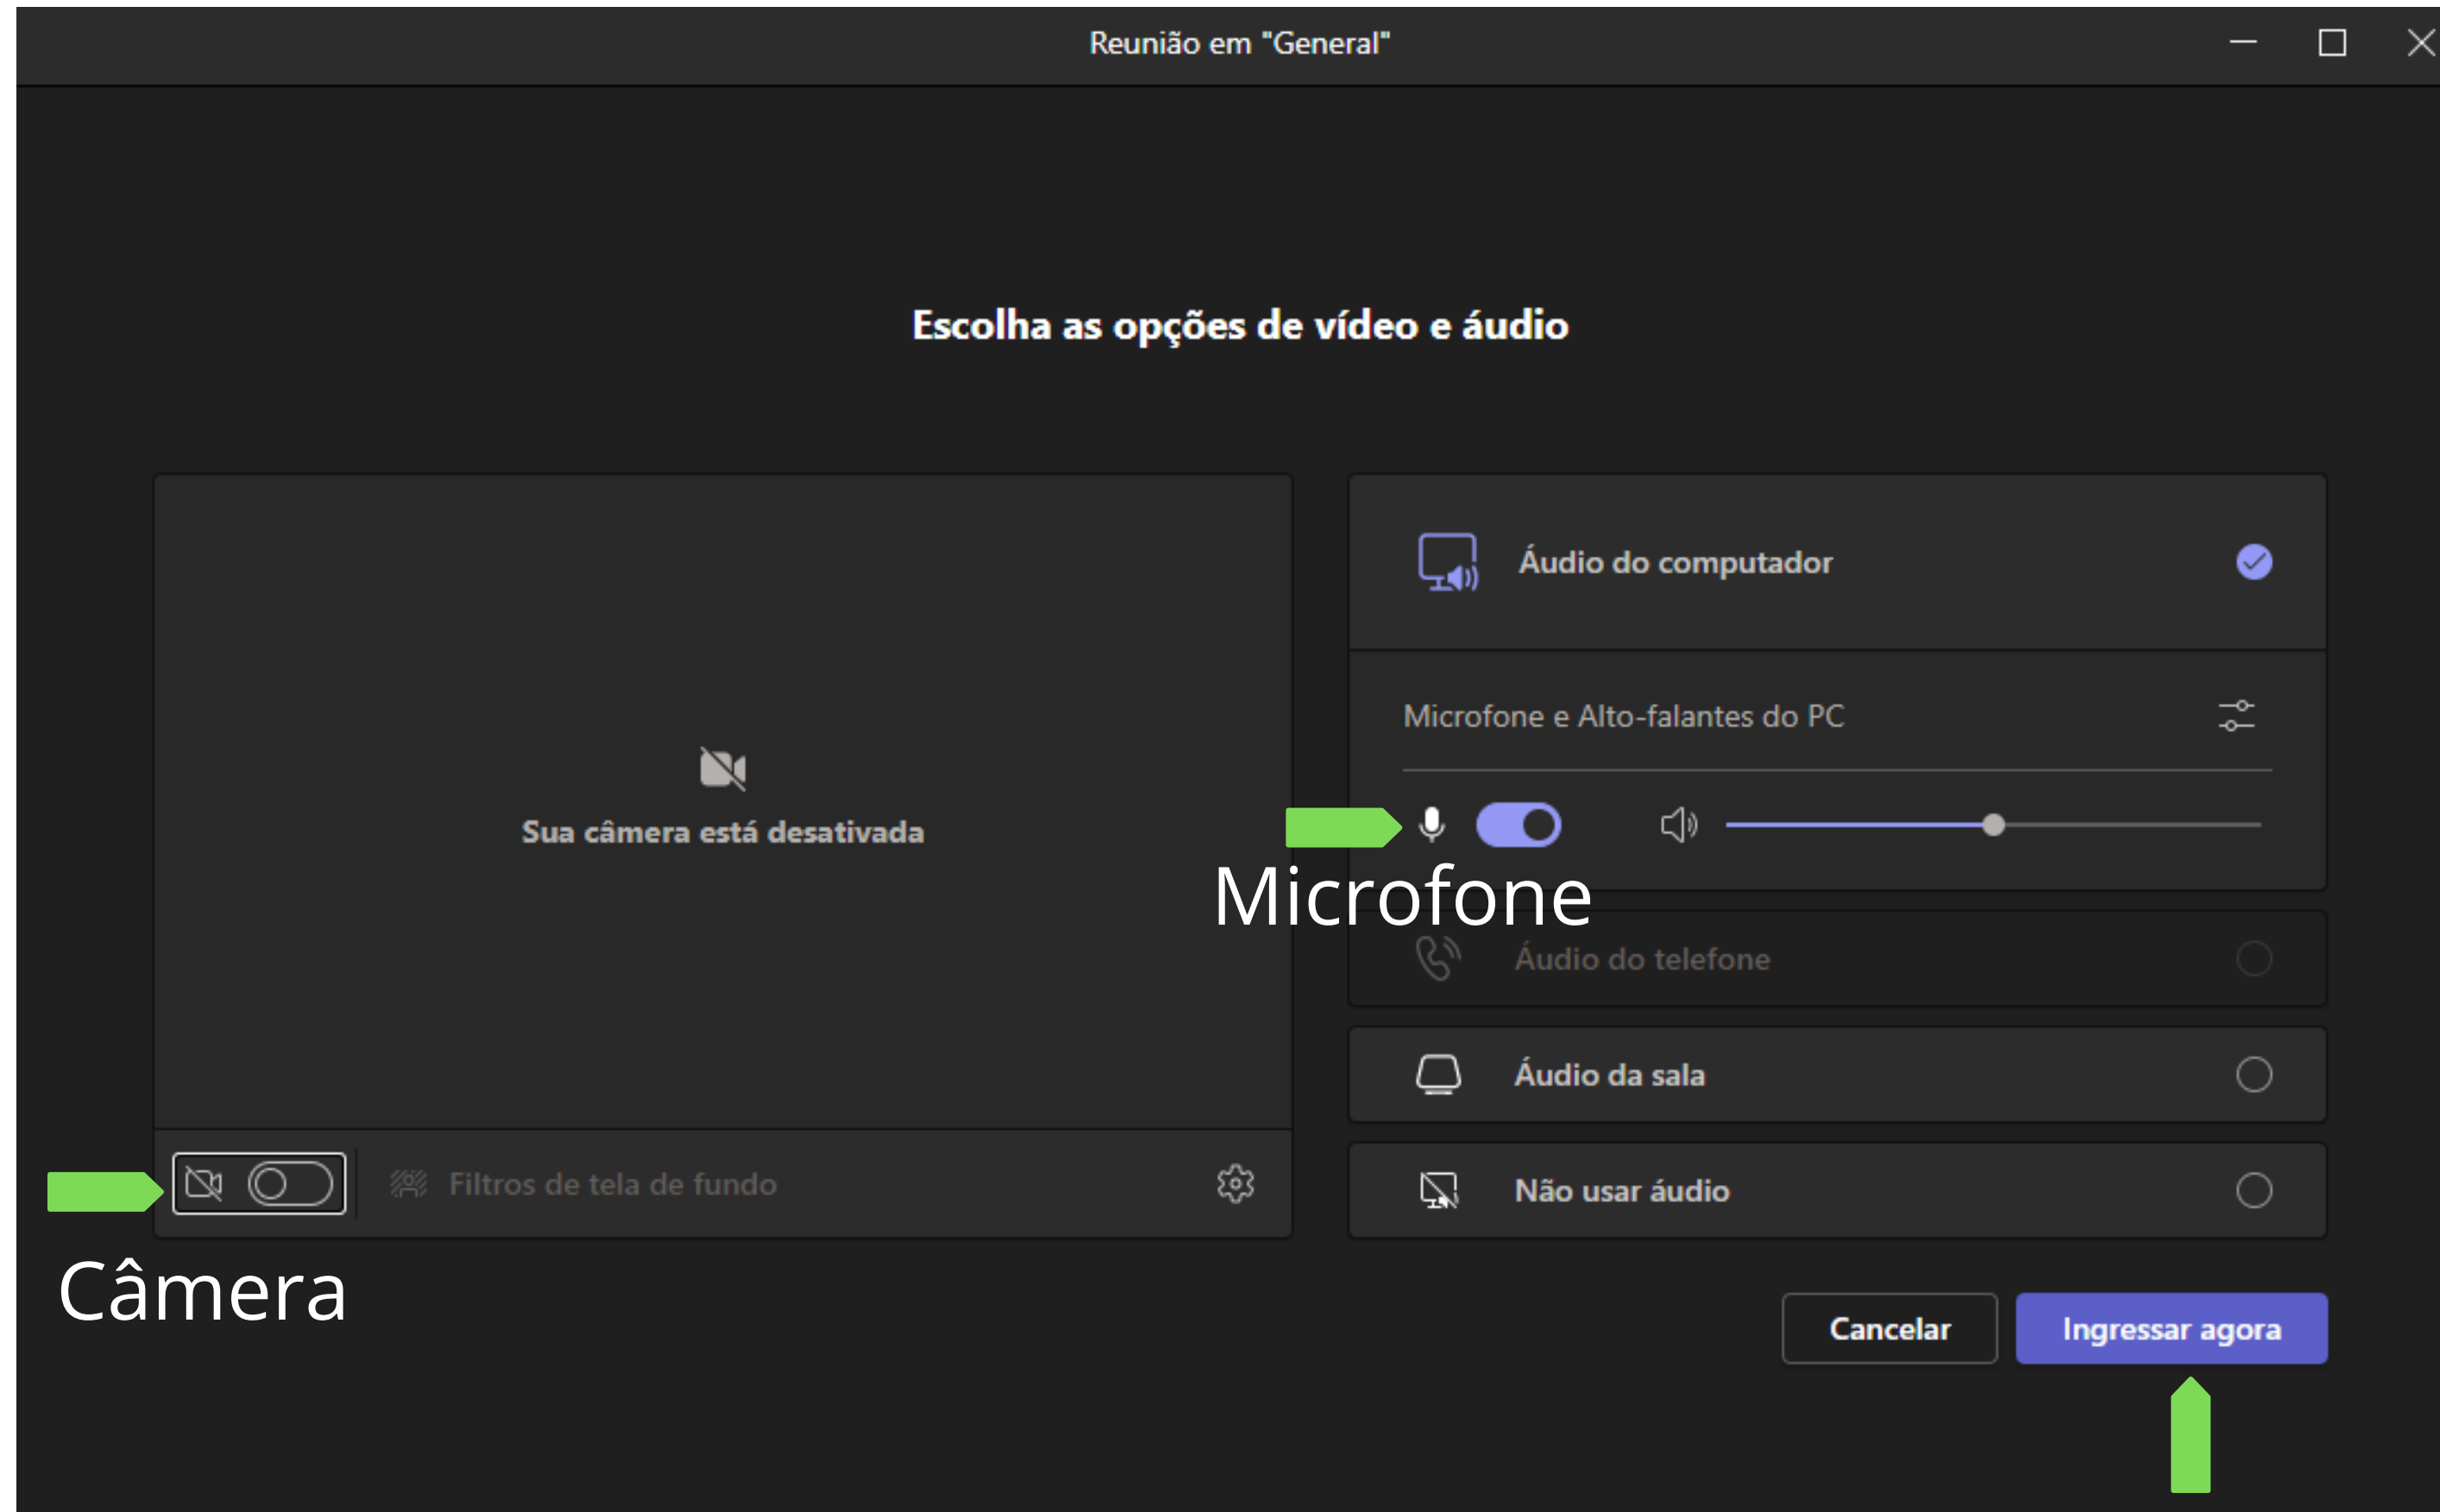 Reunião em "General"
Escolha as opções de vídeo e áudio
Áudio do computador
Microfone e Alto-falantes do PC
Sua câmera está desativada
Microfone
Áudio do telefone
Áudio da sala
Filtros de tela de fundo
Não usar áudio
Câmera
Cancelar
Ingressar agora